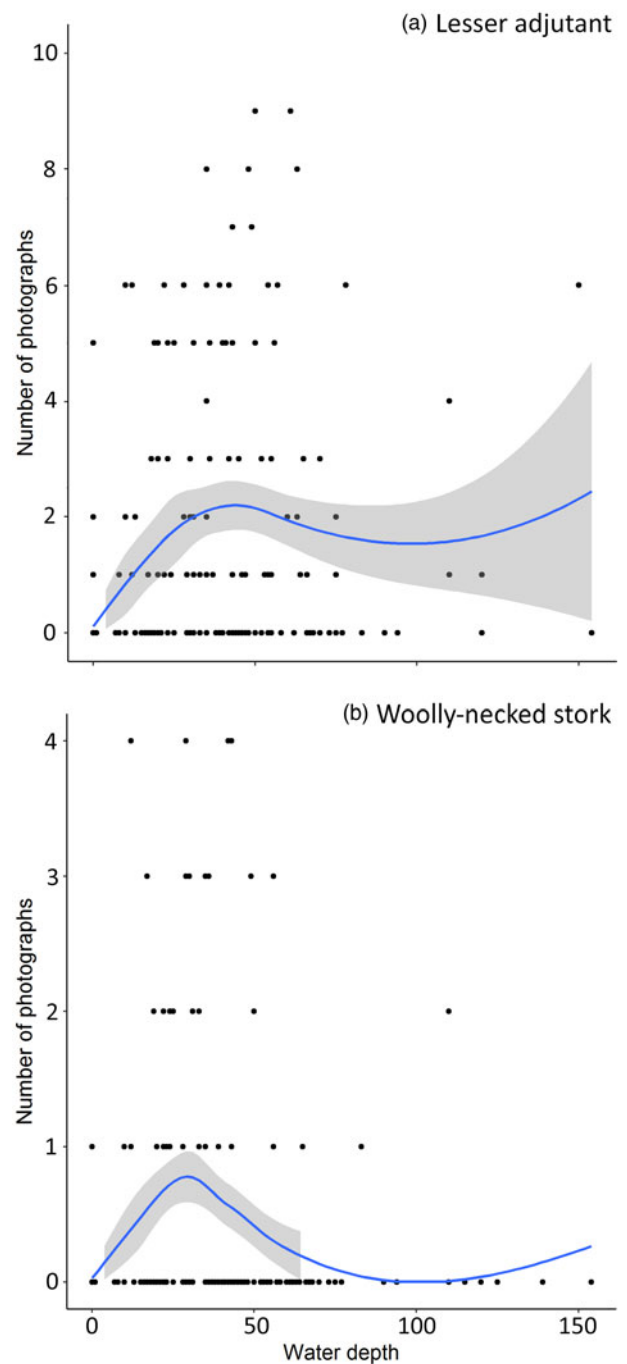 (a) Lesser adjutant
10
8
6
4
2
0
Number of photographs
(b) Woolly-necked stork
4
3
2
1
0
Number of photographs
0 50 100 150
Water depth